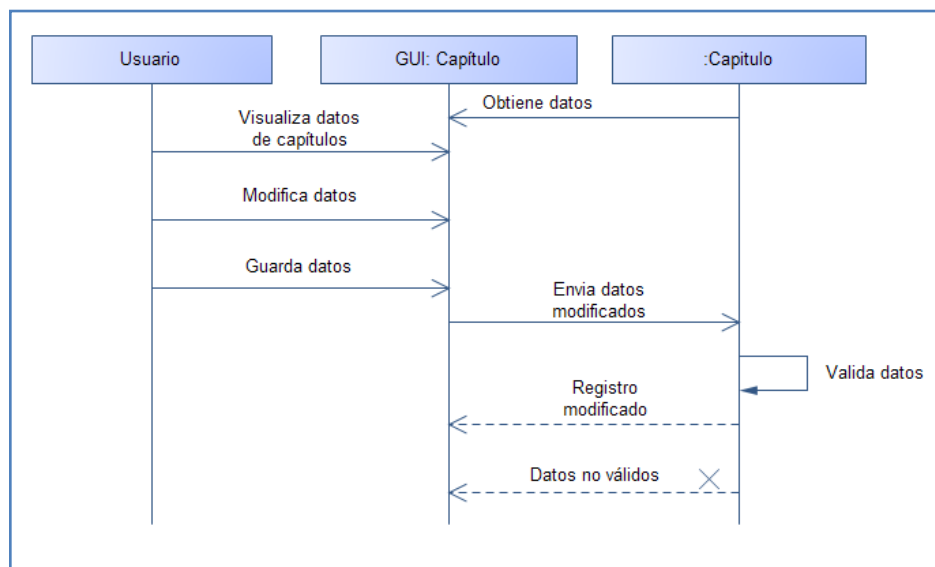 Usuario
GUI: Capítulo
:Capitulo
Obtiene datos
Visualiza datos
de capítulos
Modifica datos
Guarda datos
Envia datos
modificados
Valida datos
Registro
modificado
Datos no válidos